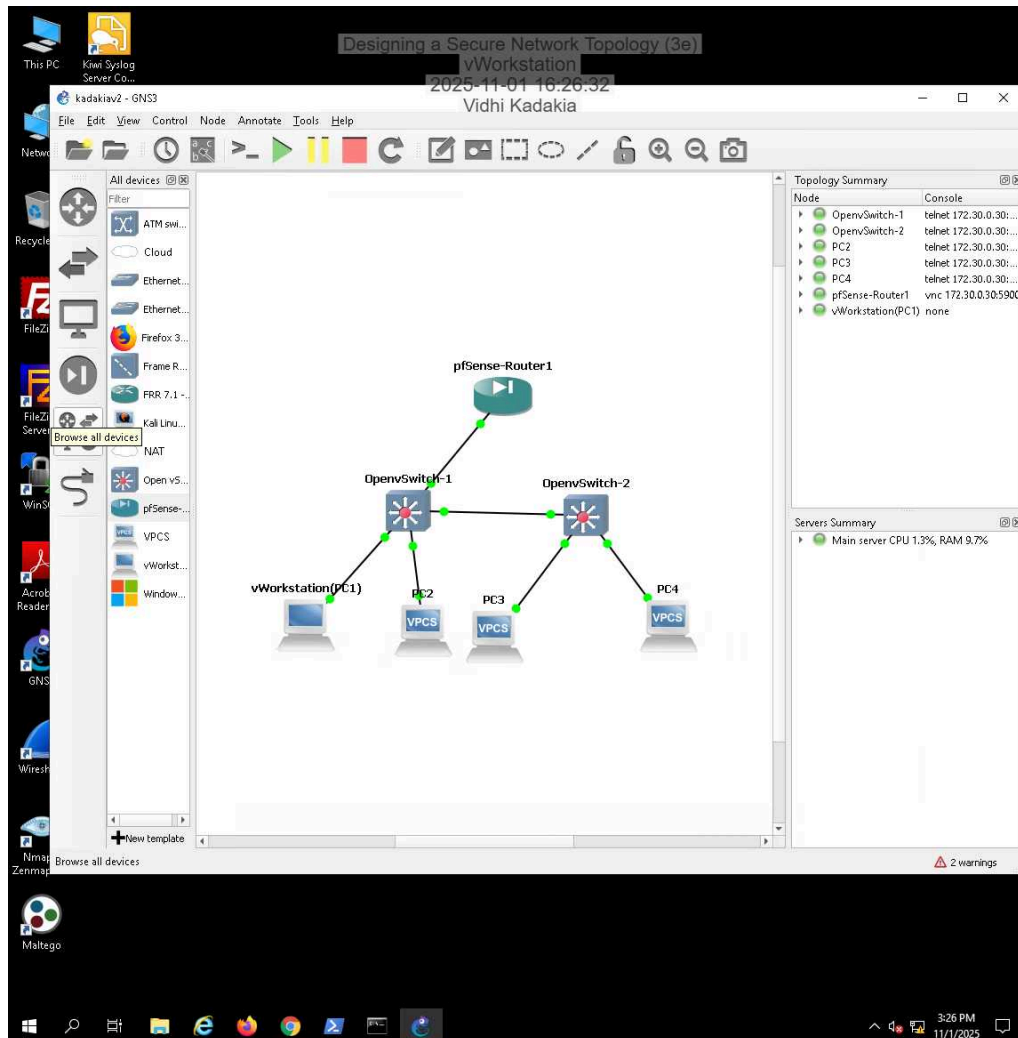 This PC
Kiwi Syslog
Server Co...
Designing a Secure Network Topology (3e)
vWorkstation
2025-11-01 16:26:32
Vidhi Kadakia
kadakiav2 - GNS3
File Edit View Control Node Annotate Tools Help
Netwo
Recycle
FileZi
FileZi
Server
WinS
Acrob
Reader
GNS
Wiresh
Nmap
Zenmap
Maltego
All devices
Filter
ATM swi...
Cloud
Ethernet...
Ethernet...
Firefox 3...
Frame R...
FRR 7.1 -...
Kali Linu...
Browse all devices
NAT
Open vS...
pfSense-...
VPCS
VPCS
vWorkst...
Window...
New template
pfSense-Router1
OpenvSwitch-1
OpenvSwitch-2
vWorkstation(PC1)
PC2
PC3
PC4
VPCS
VPCS
VPCS
Topology Summary
Node Console
OpenvSwitch-1 telnet 172.30.0.30:...
OpenvSwitch-2 telnet 172.30.0.30:...
PC2 telnet 172.30.0.30:...
PC3 telnet 172.30.0.30:...
PC4 telnet 172.30.0.30:...
pfSense-Router1 vnc 172.30.0.30:5900
vWorkstation(PC1) none
Servers Summary
Main server CPU 1.3%, RAM 9.7%
Browse all devices
2 warnings
3:26 PM
11/1/2025